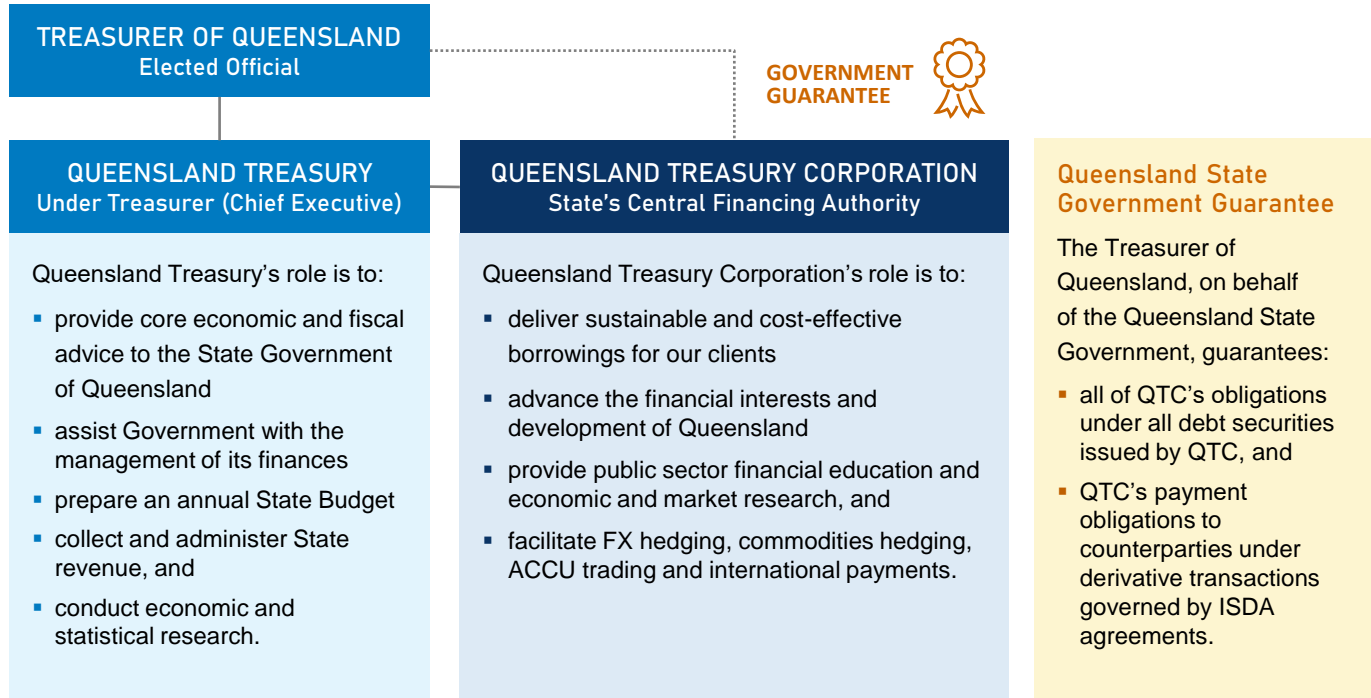 TREASURER OF QUEENSLAND
Elected Official
GOVERNMENT
GUARANTEE
QUEENSLAND TREASURY
Under Treasurer (Chief Executive)
Queensland Treasury's role is to:
▪ provide core economic and fiscal
advice to the State Government
of Queensland
▪ assist Government with the
management of its finances
▪ prepare an annual State Budget
▪ collect and administer State
revenue, and
▪ conduct economic and
statistical research.
QUEENSLAND TREASURY CORPORATION
State's Central Financing Authority
Queensland Treasury Corporation's role is to:
▪ deliver sustainable and cost-effective
borrowings for our clients
▪ advance the financial interests and
development of Queensland
▪ provide public sector financial education and
economic and market research, and
▪ facilitate FX hedging, commodities hedging,
ACCU trading and international payments.
Queensland State
Government Guarantee
The Treasurer of
Queensland, on behalf
of the Queensland State
Government, guarantees:
▪ all of QTC's obligations
under all debt securities
issued by QTC, and
▪ QTC's payment
obligations to
counterparties under
derivative transactions
governed by ISDA
agreements.